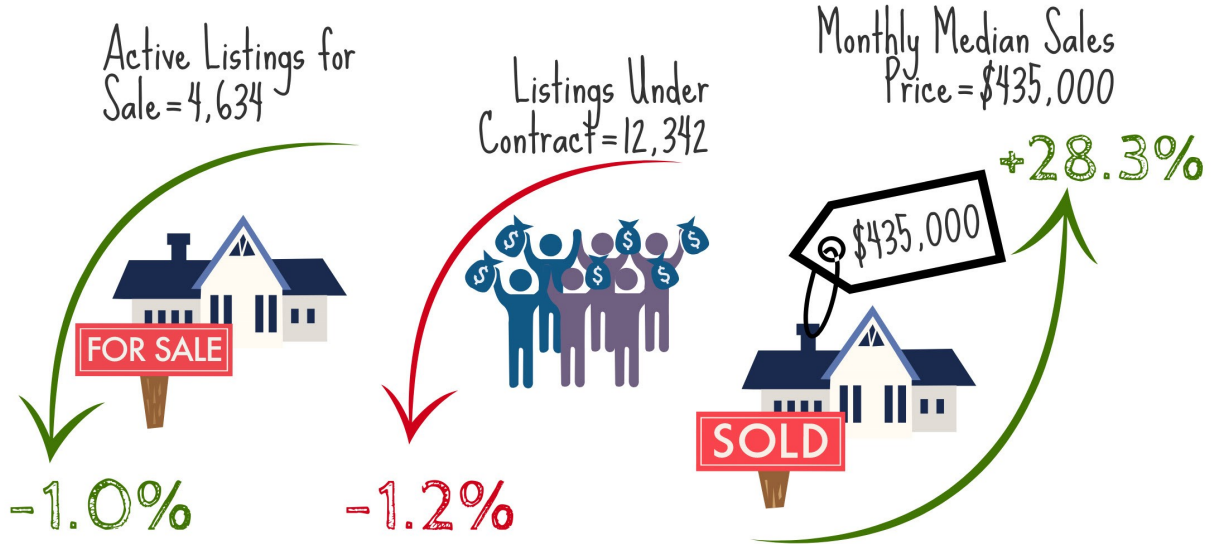 Active Listings for
Sale=4,634
-1.0%
FOR SALE
Listings Under
Contract=12,342
-1.2%
$
$
$
$
$
$
Monthly Median Sales
Price=$435,000
+28.3%
$435,000
SOLD